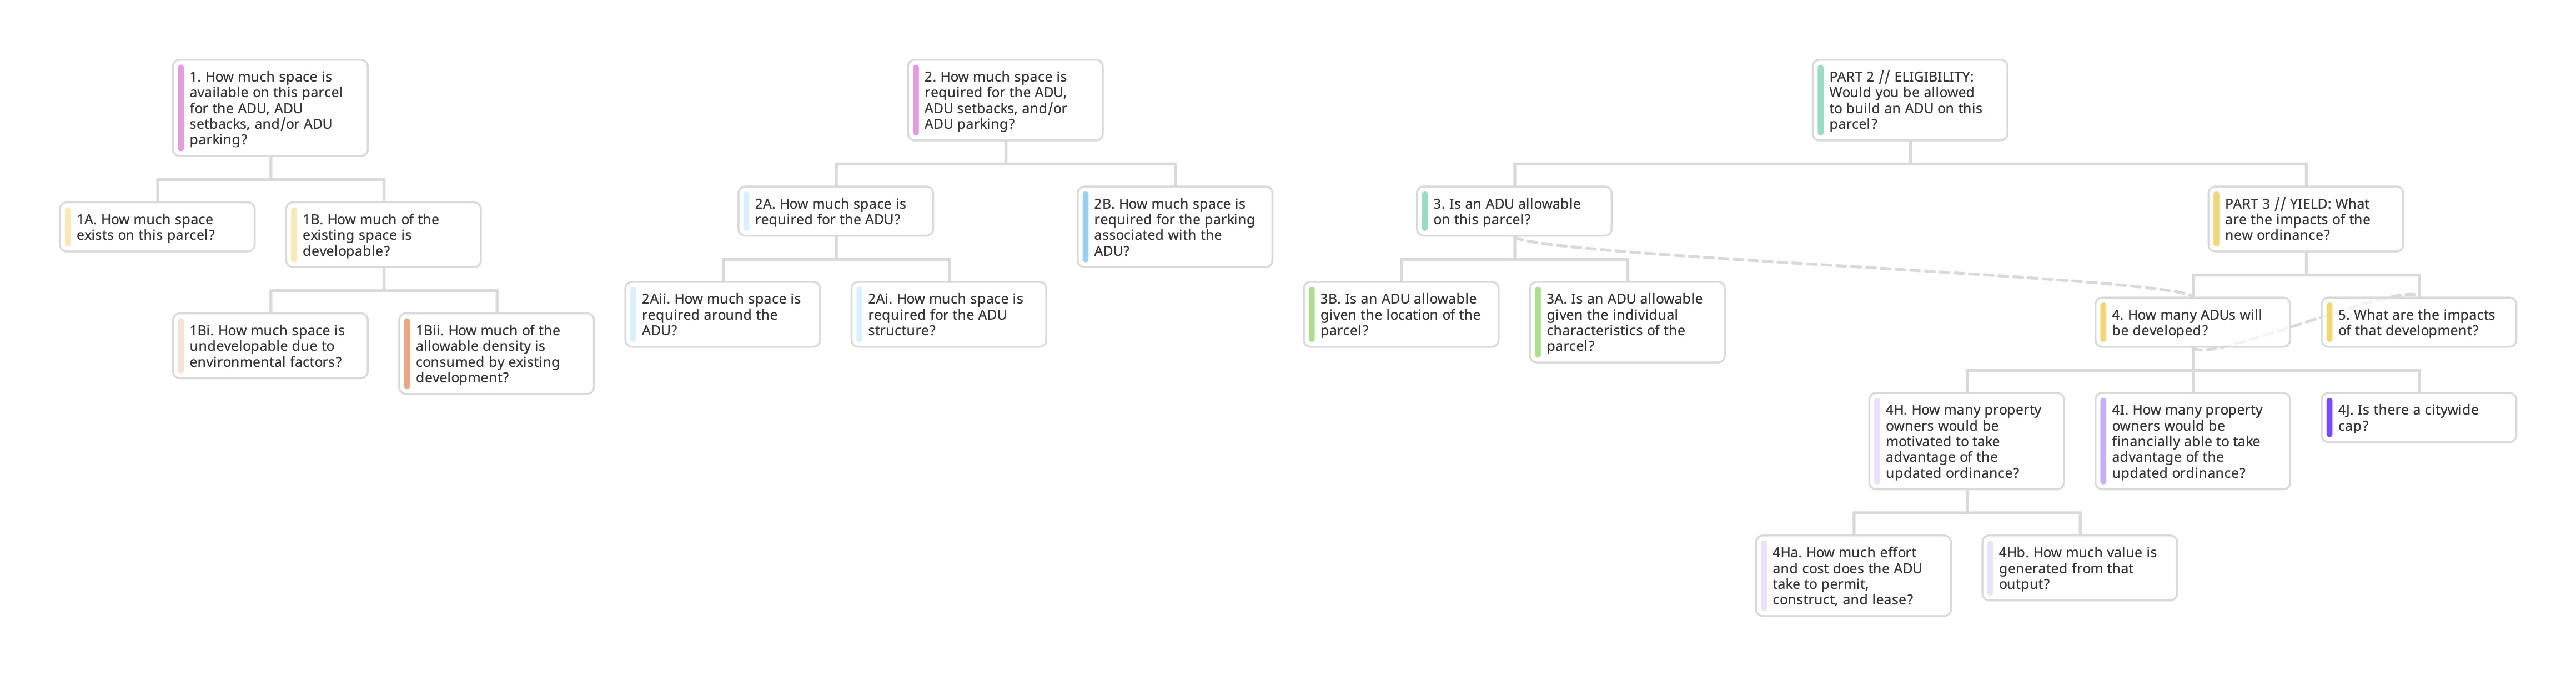 1. How much space is
available on this parcel
for the ADU, ADU
setbacks, and/or ADU
parking?
1A. How much space
exists on this parcel?
1B. How much of the
existing space is
developable?
1Bi. How much space is
undevelopable due to
environmental factors?
1Bii. How much of the
allowable density is
consumed by existing
development?
2. How much space is
required for the ADU,
ADU setbacks, and/or
ADU parking?
2A. How much space is
required for the ADU?
2B. How much space is
required for the parking
associated with the
ADU?
2Aii. How much space is
required around the
ADU?
2Ai. How much space is
required for the ADU
structure?
PART 2 // ELIGIBILITY:
Would you be allowed
to build an ADU on this
parcel?
3. Is an ADU allowable
on this parcel?
PART 3 // YIELD: What
are the impacts of the
new ordinance?
3B. Is an ADU allowable
given the location of the
parcel?
3A. Is an ADU allowable
given the individual
characteristics of the
parcel?
4. How many ADUs will
be developed?
5. What are the impacts
of that development?
4H. How many property
owners would be
motivated to take
advantage of the
updated ordinance?
4I. How many property
owners would be
financially able to take
advantage of the
updated ordinance?
4J. Is there a citywide
cap?
4Ha. How much effort
and cost does the ADU
take to permit,
construct, and lease?
4Hb. How much value is
generated from that
output?